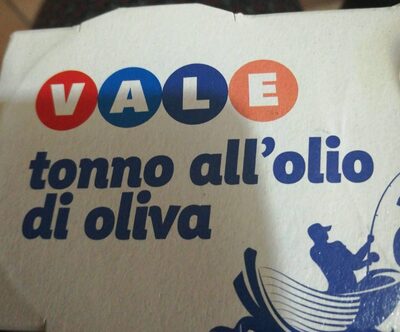 VALE
tonno all'olio
di oliva